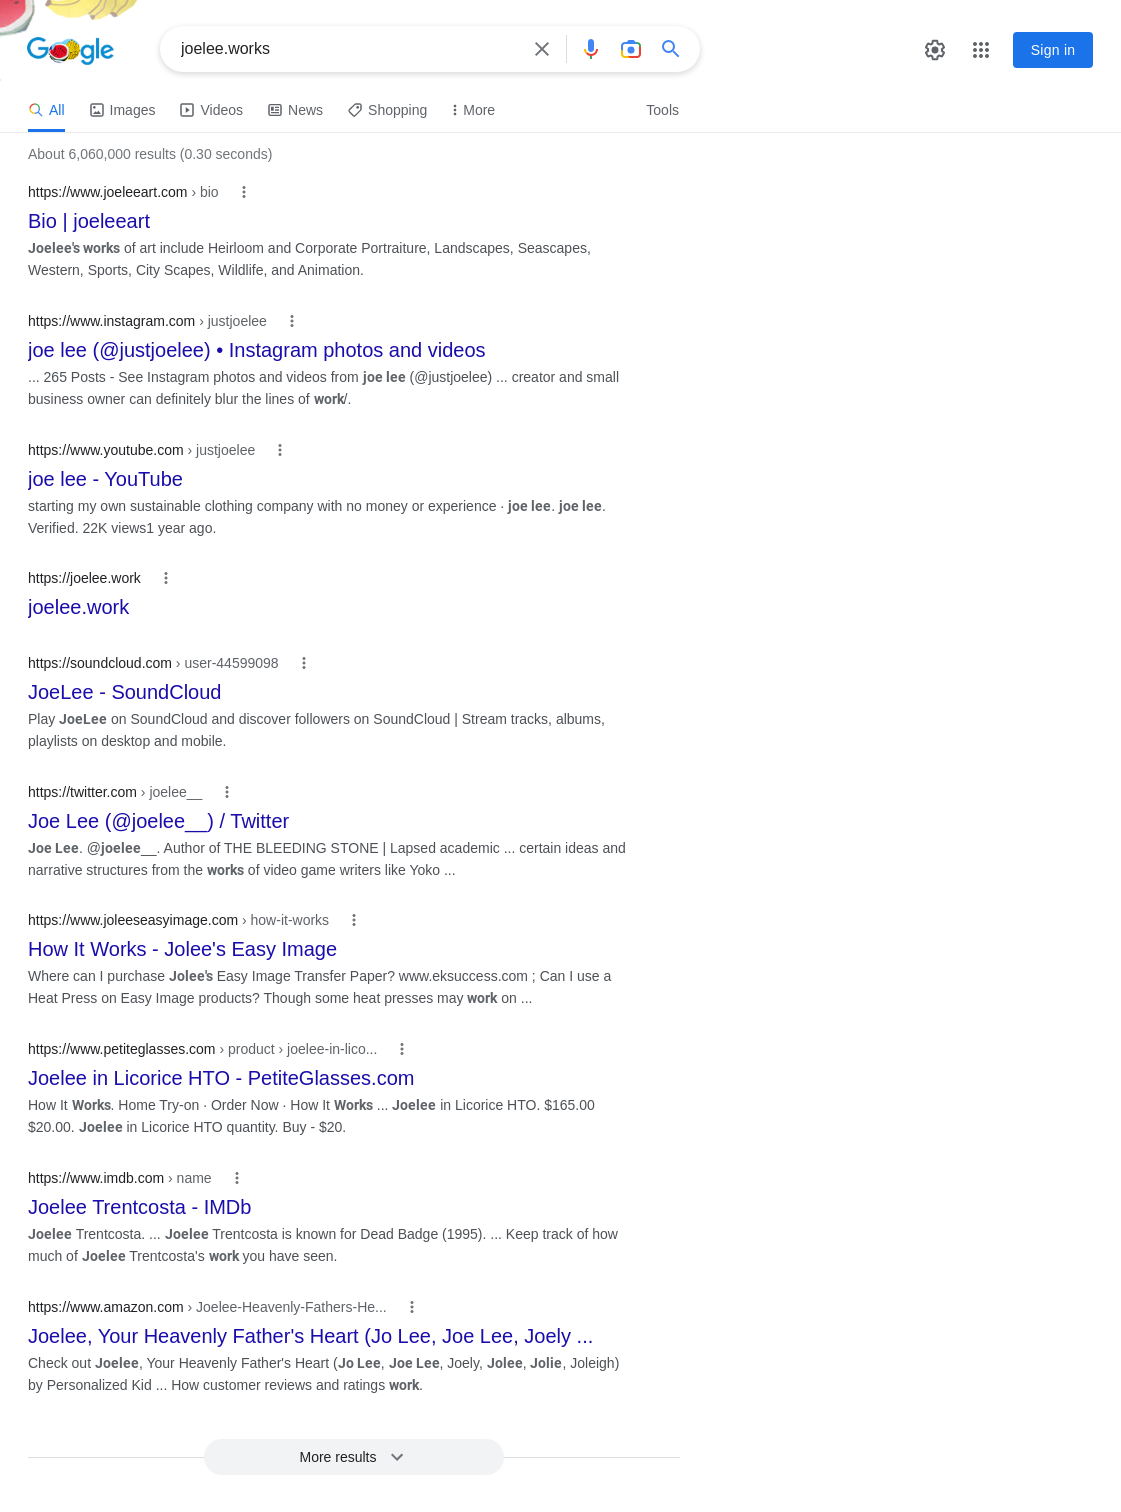 Google
joelee.works
Sign in
All Images Videos News Shopping More Tools
About 6,060,000 results (0.30 seconds)
https://www.joeleeart.com › bio
Bio | joeleeart
Joelee's works of art include Heirloom and Corporate Portraiture, Landscapes, Seascapes,
Western, Sports, City Scapes, Wildlife, and Animation.
https://www.instagram.com › justjoelee
joe lee (@justjoelee) • Instagram photos and videos
... 265 Posts - See Instagram photos and videos from joe lee (@justjoelee) ... creator and small
business owner can definitely blur the lines of work/.
https://www.youtube.com › justjoelee
joe lee - YouTube
starting my own sustainable clothing company with no money or experience · joe lee. joe lee.
Verified. 22K views1 year ago.
https://joelee.work
joelee.work
https://soundcloud.com › user-44599098
JoeLee - SoundCloud
Play JoeLee on SoundCloud and discover followers on SoundCloud | Stream tracks, albums,
playlists on desktop and mobile.
https://twitter.com › joelee__
Joe Lee (@joelee__) / Twitter
Joe Lee. @joelee__. Author of THE BLEEDING STONE | Lapsed academic ... certain ideas and
narrative structures from the works of video game writers like Yoko ...
https://www.joleeseasyimage.com › how-it-works
How It Works - Jolee's Easy Image
Where can I purchase Jolee's Easy Image Transfer Paper? www.eksuccess.com ; Can I use a
Heat Press on Easy Image products? Though some heat presses may work on ...
https://www.petiteglasses.com › product › joelee-in-lico...
Joelee in Licorice HTO - PetiteGlasses.com
How It Works. Home Try-on · Order Now · How It Works ... Joelee in Licorice HTO. $165.00
$20.00. Joelee in Licorice HTO quantity. Buy - $20.
https://www.imdb.com › name
Joelee Trentcosta - IMDb
Joelee Trentcosta. ... Joelee Trentcosta is known for Dead Badge (1995). ... Keep track of how
much of Joelee Trentcosta's work you have seen.
https://www.amazon.com › Joelee-Heavenly-Fathers-He...
Joelee, Your Heavenly Father's Heart (Jo Lee, Joe Lee, Joely ...
Check out Joelee, Your Heavenly Father's Heart (Jo Lee, Joe Lee, Joely, Jolee, Jolie, Joleigh)
by Personalized Kid ... How customer reviews and ratings work.
More results